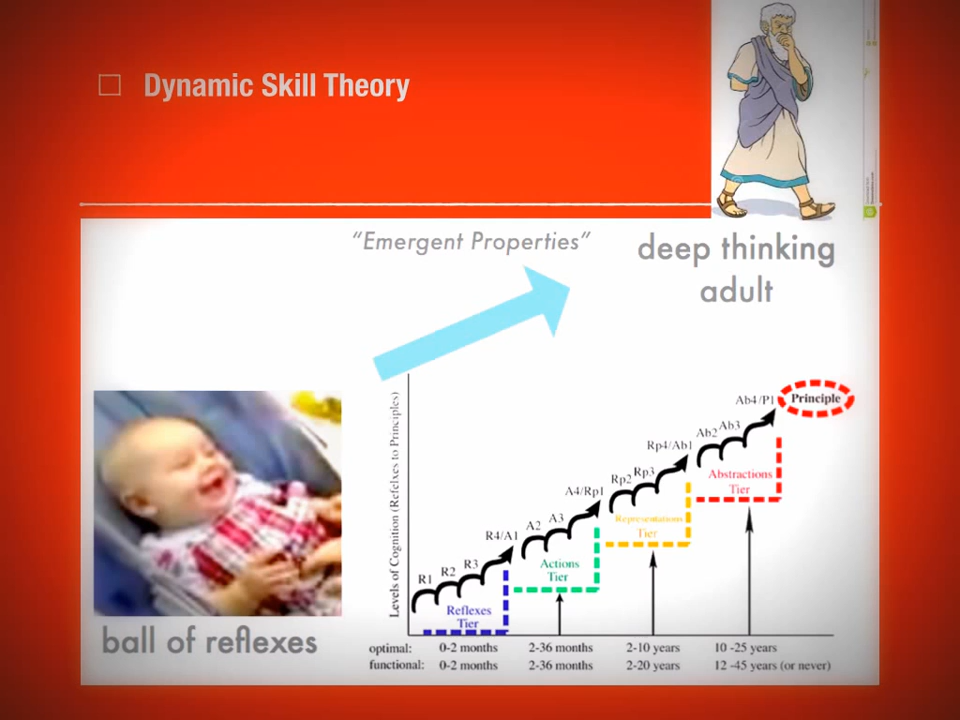 Dynamic Skill Theory
"Emergent Properties"
deep thinking
adult
ball of reflexes
Levels of Cognition (Refelxes to Principles)
R1
R2
R3
R4/A1
Reflexes
Tier
A2
A3
A4/Rp1
Actions
Tier
Rp2
Rp3
Rp4/Ab1
Representations
Tier
Ab2
Ab3
Ab4/P1
Abstractions
Tier
Principle
optimal: 0-2 months 2-36 months 2-10 years 10 -25 years
functional: 0-2 months 2-36 months 2-20 years 12 -45 years (or never)